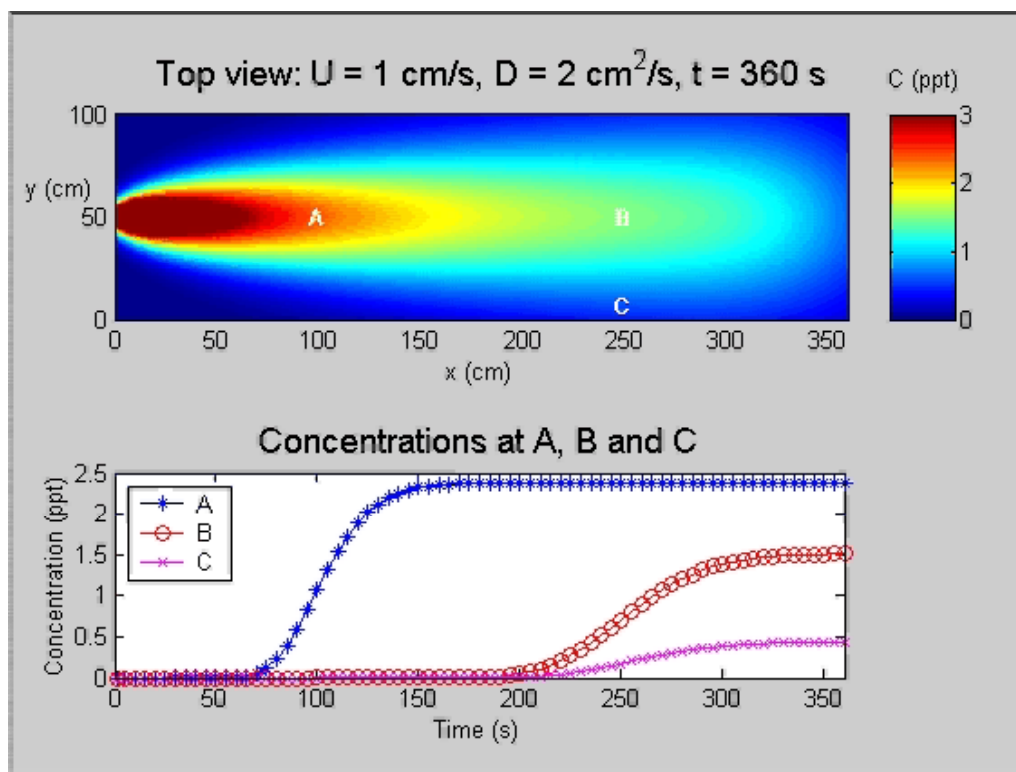 Top view: U = 1 cm/s, D = 2 cm²/s, t = 360 s
C (ppt)
100
y (cm)
50
0
A
B
C
0 50 100 150 200 250 300 350
x (cm)
3
2
1
0
Concentrations at A, B and C
2.5
2
1.5
1
0.5
0
Concentration (ppt)
A
B
C
0 50 100 150 200 250 300 350
Time (s)